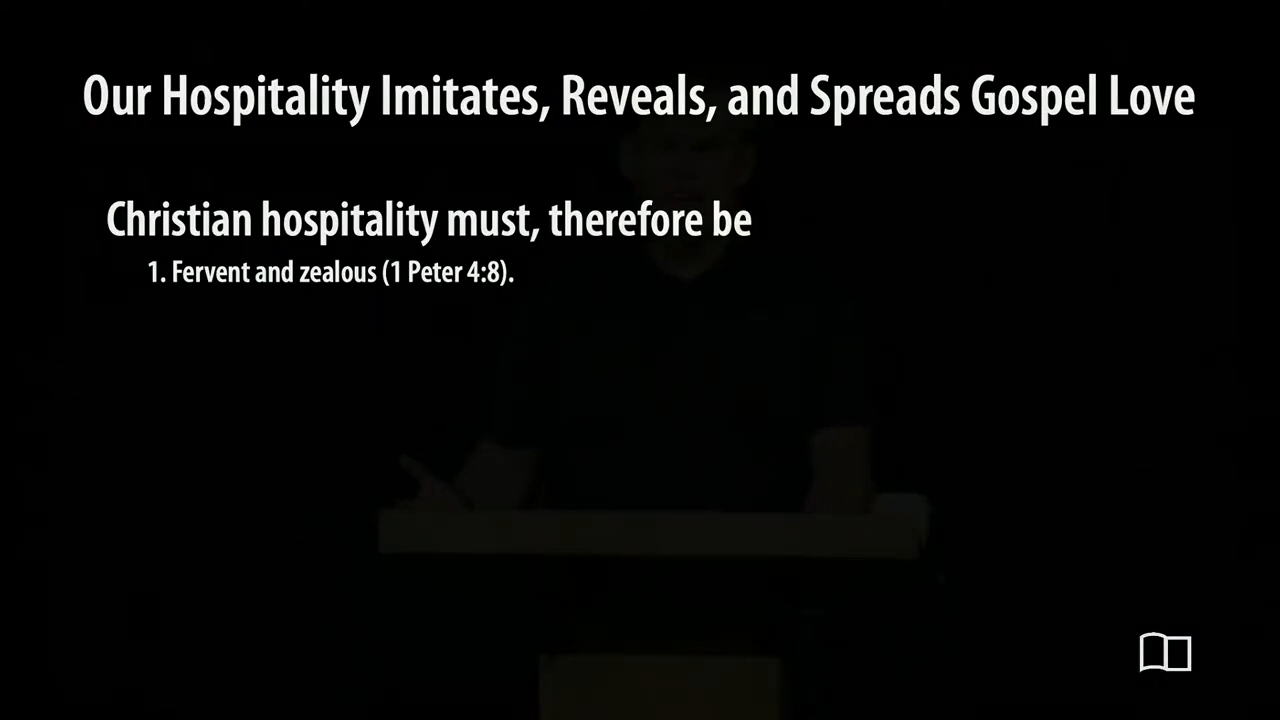 Our Hospitality Imitates, Reveals, and Spreads Gospel Love
Christian hospitality must, therefore be
1. Fervent and zealous (1 Peter 4:8).